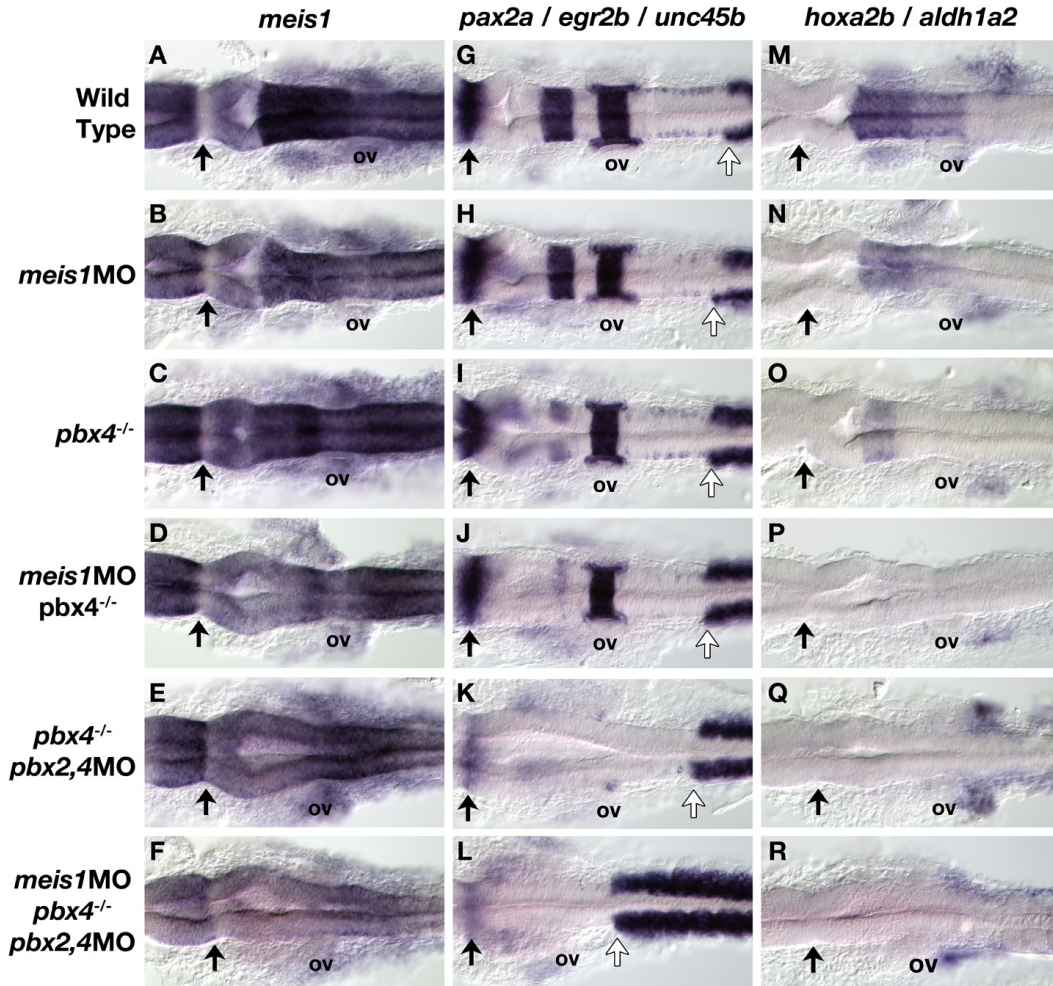 meis1 pax2a / egr2b / unc45b hoxa2b / aldh1a2
Wild
Type
A G M
ov ov
meis1MO
B H N
ov ov ov
pbx4-/-
C I O
ov ov ov
meis1MO
pbx4-/-
D J P
ov ov ov
pbx4-/-
pbx2,4MO
E K Q
ov ov ov
meis1MO
pbx4-/-
pbx2,4MO
F L R
ov ov ov